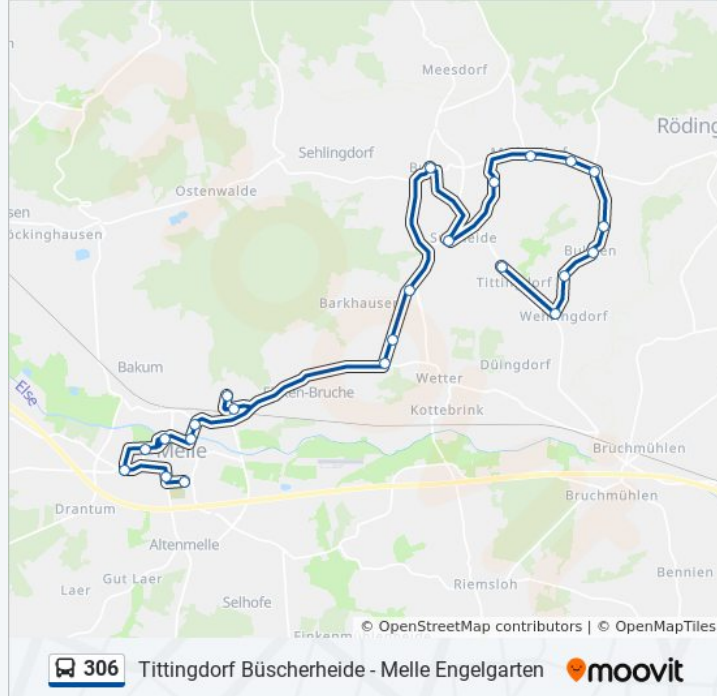 Meesdorf
Röding
Sehlingdorf
Ostenwalde
sen
öckinghausen
Tittingdorf
Barkhausen
Wehringdorf
Bakum
Düingdorf
Wetter
Kottebrink
Else
Melle
Bruchmühlen
Bruchmühlen
Drantum
Altenmelle
Bennien
Gut Laer
Laer
Riemsloh
Selhofe
© OpenStreetMap contributors | © OpenMapTiles
306 Tittingdorf Büscherheide - Melle Engelgarten moovit